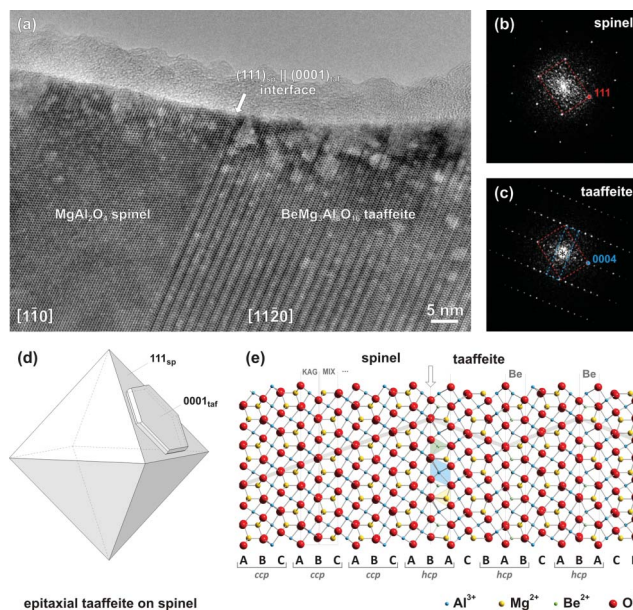 (a)
(111)sp || (0001)taf
interface
MgAl₂O₄ spinel
BeMg₃Al₈O₁₆ taaffeite
[11̄0]
[112̄0]
5 nm
(b)
spinel
111
(c)
taaffeite
0004
(d)
111sp
0001taf
epitaxial taaffeite on spinel
(e)
spinel
taaffeite
KAG MIX ...
Be
Be
A B C A B C A B C A B A C B A B C A B A C
ccp ccp ccp hcp hcp hcp
Al³⁺ Mg²⁺ Be²⁺ O